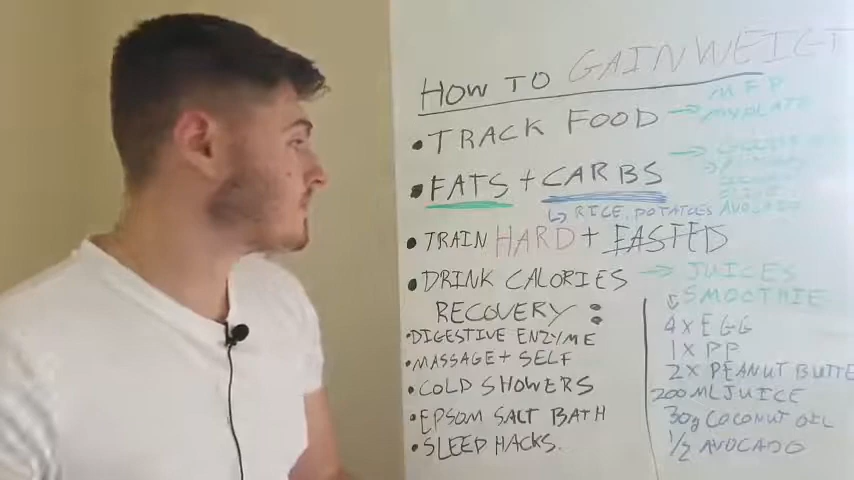 HOW TO GAIN WEIGT
• TRACK FOOD → MFP
MYPLATE
• FATS + CARBS →
↳ RICE, POTATOES AVOCADO
• TRAIN HARD + FASTED
• DRINK CALORIES → JUICES
SMOOTHIE
RECOVERY:
• DIGESTIVE ENZYME
• MASSAGE + SELF
• COLD SHOWERS
• EPSOM SALT BATH
• SLEEP HACKS.
4 x EGG
1 x PP
2 x PEANUT BUTTE
200 ML JUICE
30g COCONUT OIL
1/2 AVOCADO